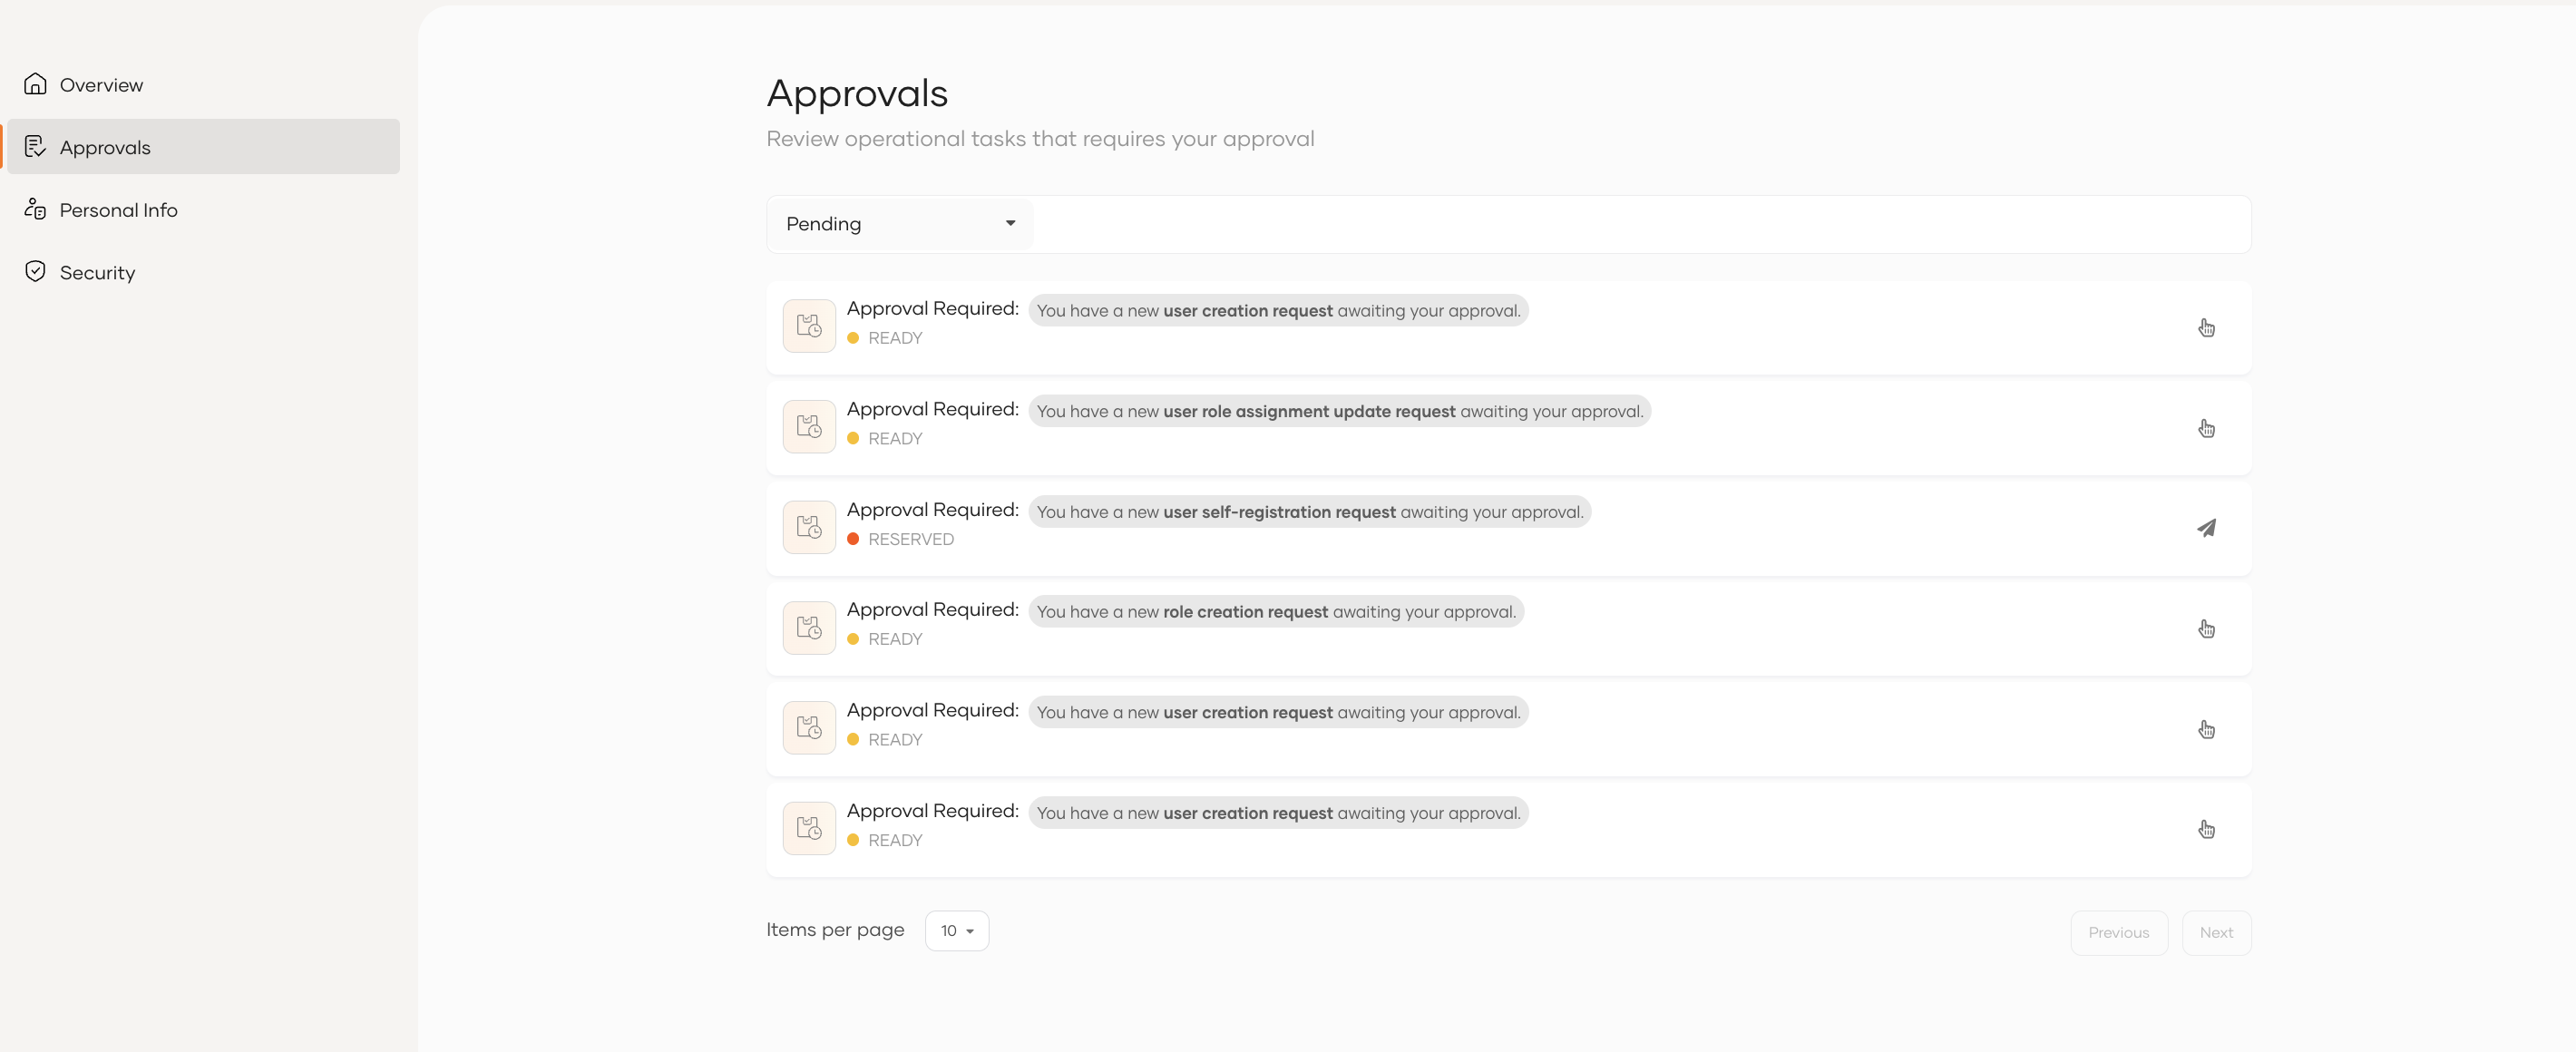 Overview
Approvals
Personal Info
Security
Approvals
Review operational tasks that requires your approval
Pending
Approval Required: You have a new user creation request awaiting your approval.
READY
Approval Required: You have a new user role assignment update request awaiting your approval.
READY
Approval Required: You have a new user self-registration request awaiting your approval.
RESERVED
Approval Required: You have a new role creation request awaiting your approval.
READY
Approval Required: You have a new user creation request awaiting your approval.
READY
Approval Required: You have a new user creation request awaiting your approval.
READY
Items per page 10 Previous Next